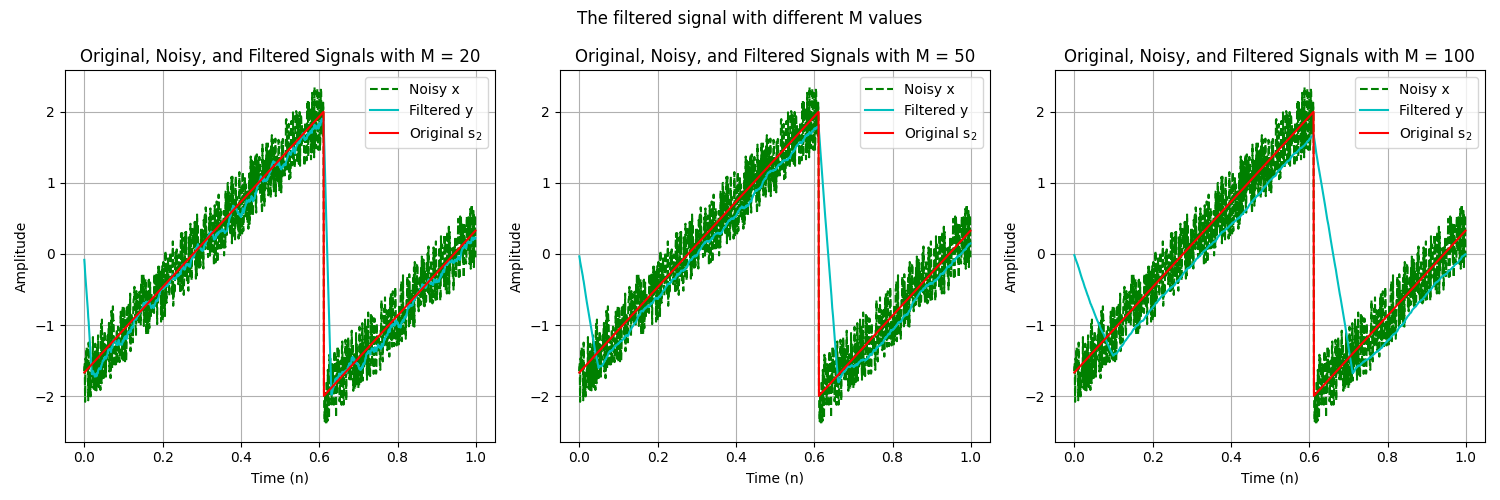 The filtered signal with different M values
Original, Noisy, and Filtered Signals with M = 20
Amplitude
2
1
0
−1
−2
Noisy x
Filtered y
Original s₂
0.0 0.2 0.4 0.6 0.8 1.0
Time (n)
Original, Noisy, and Filtered Signals with M = 50
Amplitude
2
1
0
−1
−2
Noisy x
Filtered y
Original s₂
0.0 0.2 0.4 0.6 0.8 1.0
Time (n)
Original, Noisy, and Filtered Signals with M = 100
Amplitude
2
1
0
−1
−2
Noisy x
Filtered y
Original s₂
0.0 0.2 0.4 0.6 0.8 1.0
Time (n)